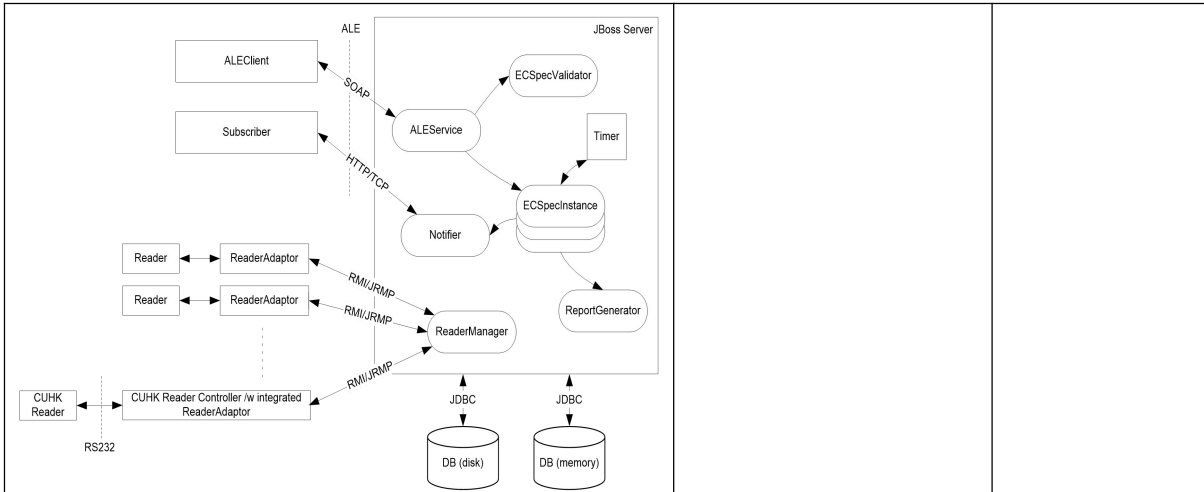 ALE
JBoss Server
ALEClient
SOAP
ECSpecValidator
Subscriber
ALEService
Timer
HTTP/TCP
ECSpecInstance
Notifier
Reader
ReaderAdaptor
RMI/JRMP
Reader
ReaderAdaptor
RMI/JRMP
ReportGenerator
ReaderManager
RMI/JRMP
CUHK
Reader
CUHK Reader Controller /w integrated
ReaderAdaptor
RS232
JDBC
JDBC
DB (disk)
DB (memory)